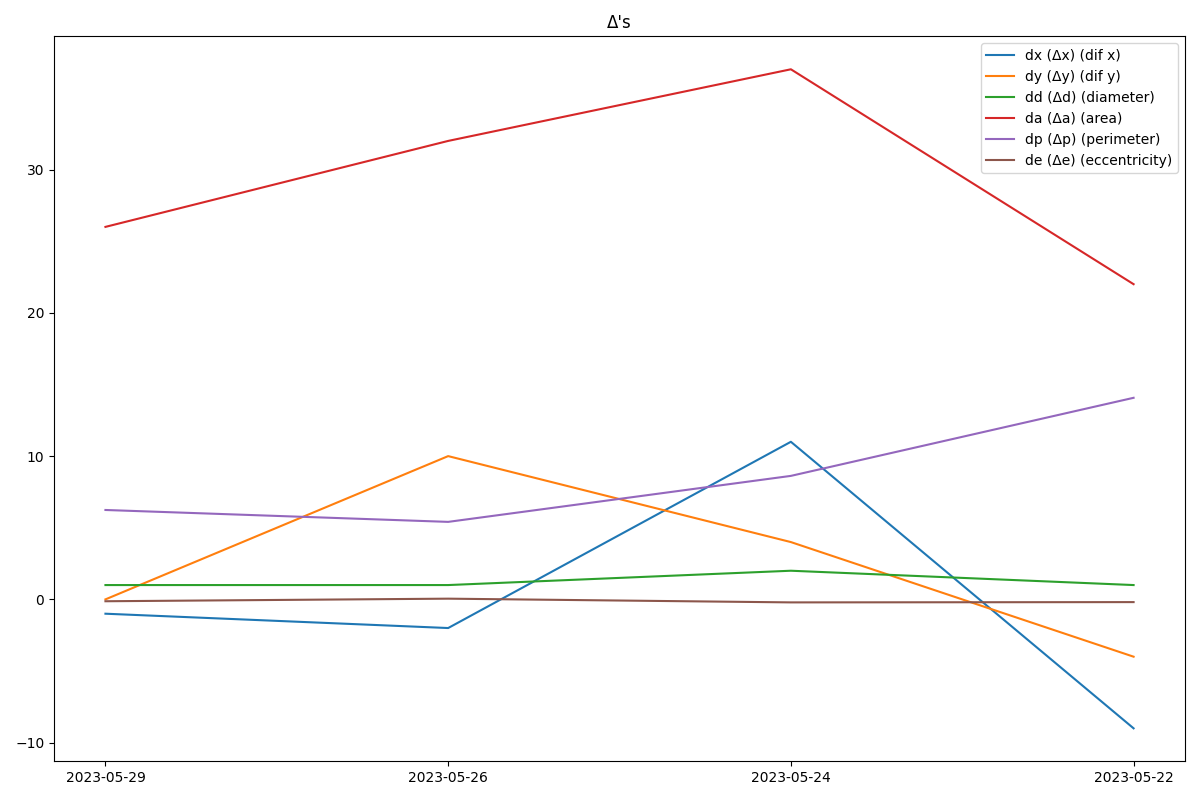 Δ's
dx (Δx) (dif x)
dy (Δy) (dif y)
dd (Δd) (diameter)
da (Δa) (area)
dp (Δp) (perimeter)
de (Δe) (eccentricity)
30
20
10
0
−10
2023-05-29 2023-05-26 2023-05-24 2023-05-22